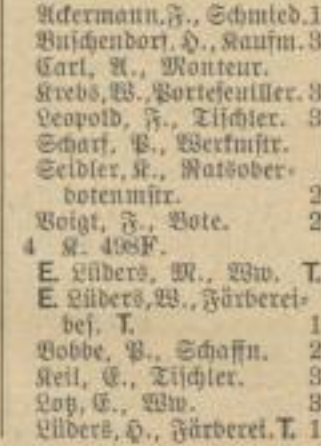 Ackermann, F., Schmied. 1
Buschendorf, H., Kaufm. 3
Carl, R., Monteur.
Krebs, W., Portefeuiller. 3
Leopold, F., Tischler. 3
Scharf, P., Werkmstr.
Seidler, K., Ratsober-
botenmstr. 2
Voigt, F., Bote. 2
4 K. 498F.
E. Lüders, M., Ww. T.
E. Lüders, W., Färberei-
bes. T. 1
Bobbe, P., Schaffn. 2
Keil, E., Tischler. 3
Lotz, E., Ww. 3
Lüders, H., Färberei. T. 1